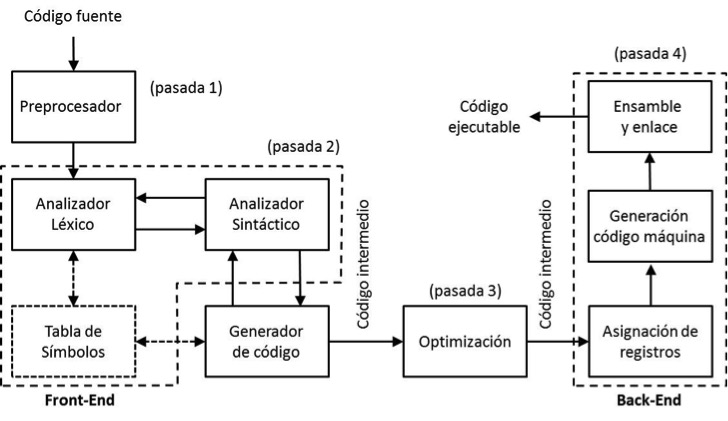 Código fuente
(pasada 1)
Preprocesador
(pasada 2)
Analizador
Léxico
Analizador
Sintáctico
Tabla de
Símbolos
Generador
de código
Front-End
Código intermedio
(pasada 3)
Optimización
Código intermedio
(pasada 4)
Código
ejecutable
Ensamble
y enlace
Generación
código máquina
Asignación de
registros
Back-End